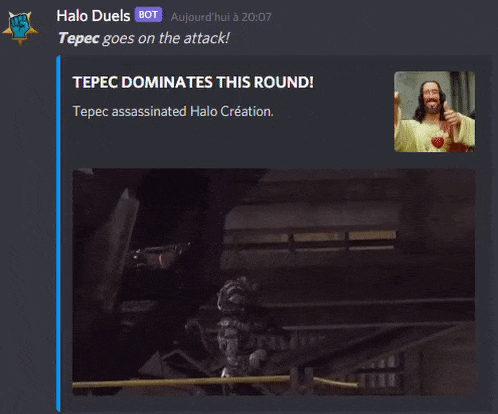 Halo Duels BOT Aujourd'hui à 20:07
Tepec goes on the attack!
TEPEC DOMINATES THIS ROUND!
Tepec assassinated Halo Création.